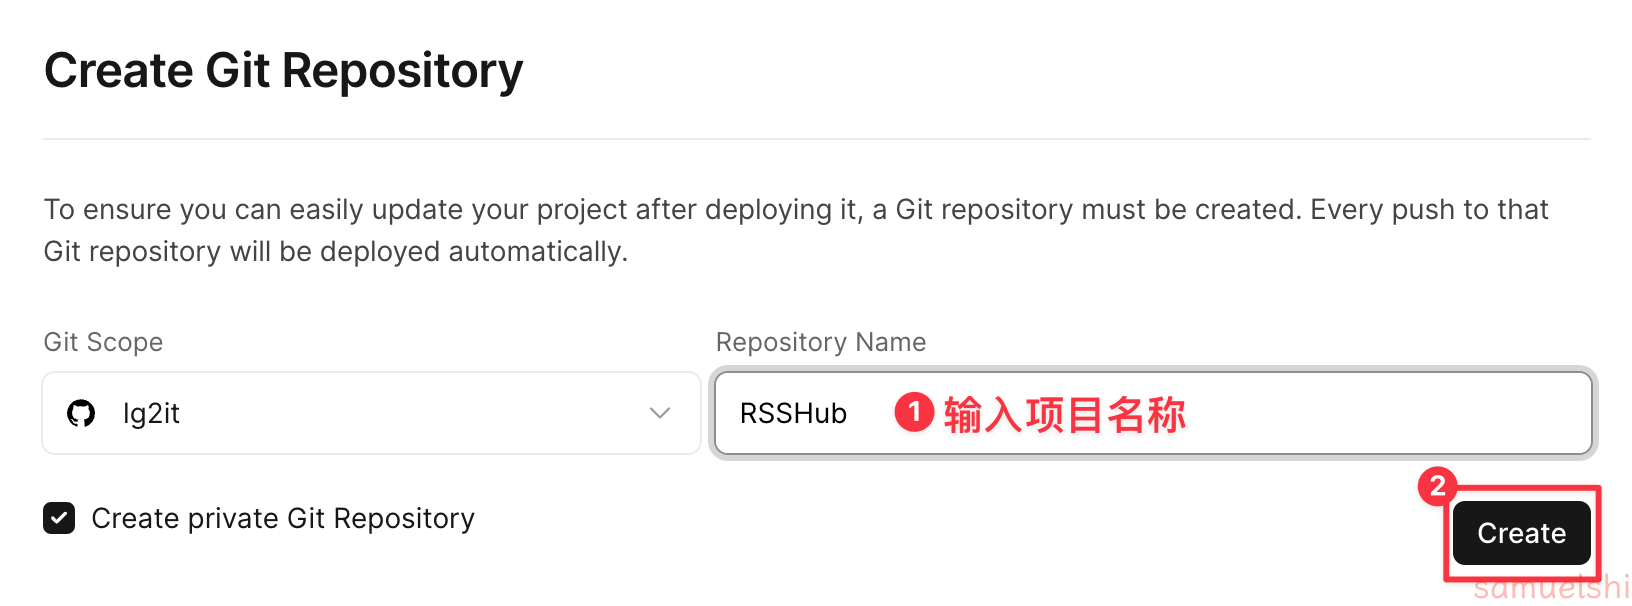 Create Git Repository
To ensure you can easily update your project after deploying it, a Git repository must be created. Every push to that
Git repository will be deployed automatically.
Git Scope
Repository Name
lg2it
RSSHub
1 输入项目名称
2
Create private Git Repository
Create
samuelshi